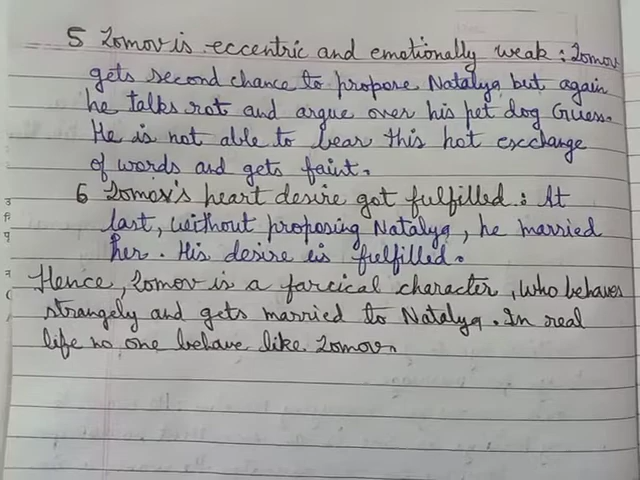 5 Lomov is eccentric and emotionally weak : Lomov
gets second chance to propose Natalya but again
he talks rot and argue over his pet dog Guess.
He is not able to bear this hot exchange
of words and gets faint.
6 Lomov's heart desire got fulfilled : At
last, without proposing Natalya, he married
her. His desire is fulfilled.
Hence, Lomov is a farcical character, who behaves
strangely and gets married to Natalya. In real
life no one behave like Lomov.